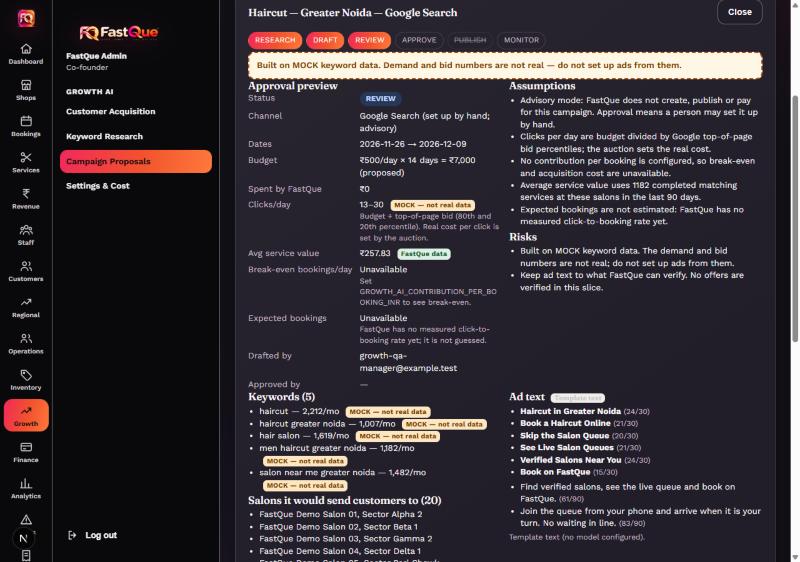 FastQue
FastQue Admin
Co-founder
GROWTH AI
Customer Acquisition
Keyword Research
Campaign Proposals
Settings & Cost
Log out
Dashboard
Shops
Bookings
Services
Revenue
Staff
Customers
Regional
Operations
Inventory
Growth
Finance
Analytics
N
Haircut — Greater Noida — Google Search
Close
RESEARCH DRAFT REVIEW APPROVE PUBLISH MONITOR
Built on MOCK keyword data. Demand and bid numbers are not real — do not set up ads from them.
Approval preview
Status REVIEW
Channel Google Search (set up by hand;
advisory)
Dates 2026-11-26 → 2026-12-09
Budget ₹500/day × 14 days = ₹7,000
(proposed)
Spent by FastQue ₹0
Clicks/day 13–30 MOCK — not real data
Budget ÷ top-of-page bid (80th and
20th percentile). Real cost per click is
set by the auction.
Avg service value ₹257.83 FastQue data
Break-even bookings/day Unavailable
Set
GROWTH_AI_CONTRIBUTION_PER_BO
OKING_INR to see break-even.
Expected bookings Unavailable
FastQue has no measured click-to-
booking rate yet; it is not guessed.
Drafted by growth-qa-
manager@example.test
Approved by —
Assumptions
• Advisory mode: FastQue does not create, publish or pay
for this campaign. Approval means a person may set it up
by hand.
• Clicks per day are budget divided by Google top-of-page
bid percentiles; the auction sets the real cost.
• No contribution per booking is configured, so break-even
and acquisition cost are unavailable.
• Average service value uses 1182 completed matching
services at these salons in the last 90 days.
• Expected bookings are not estimated: FastQue has no
measured click-to-booking rate yet.
Risks
• Built on MOCK keyword data. The demand and bid
numbers are not real; do not set up ads from them.
• Keep ad text to what FastQue can verify. No offers are
verified in this slice.
Keywords (5)
• haircut — 2,212/mo MOCK — not real data
• haircut greater noida — 1,007/mo MOCK — not real data
• hair salon — 1,619/mo MOCK — not real data
• men haircut greater noida — 1,182/mo
MOCK — not real data
• salon near me greater noida — 1,482/mo
MOCK — not real data
Salons it would send customers to (20)
• FastQue Demo Salon 01, Sector Alpha 2
• FastQue Demo Salon 02, Sector Beta 1
• FastQue Demo Salon 03, Sector Gamma 2
• FastQue Demo Salon 04, Sector Delta 1
Ad text Template text
• Haircut in Greater Noida (24/30)
• Book a Haircut Online (21/30)
• Skip the Salon Queue (20/30)
• See Live Salon Queues (21/30)
• Verified Salons Near You (24/30)
• Book on FastQue (15/30)
• Find verified salons, see the live queue and book on
FastQue. (61/90)
• Join the queue from your phone and arrive when it is your
turn. No waiting in line. (83/90)
Template text (no model configured).